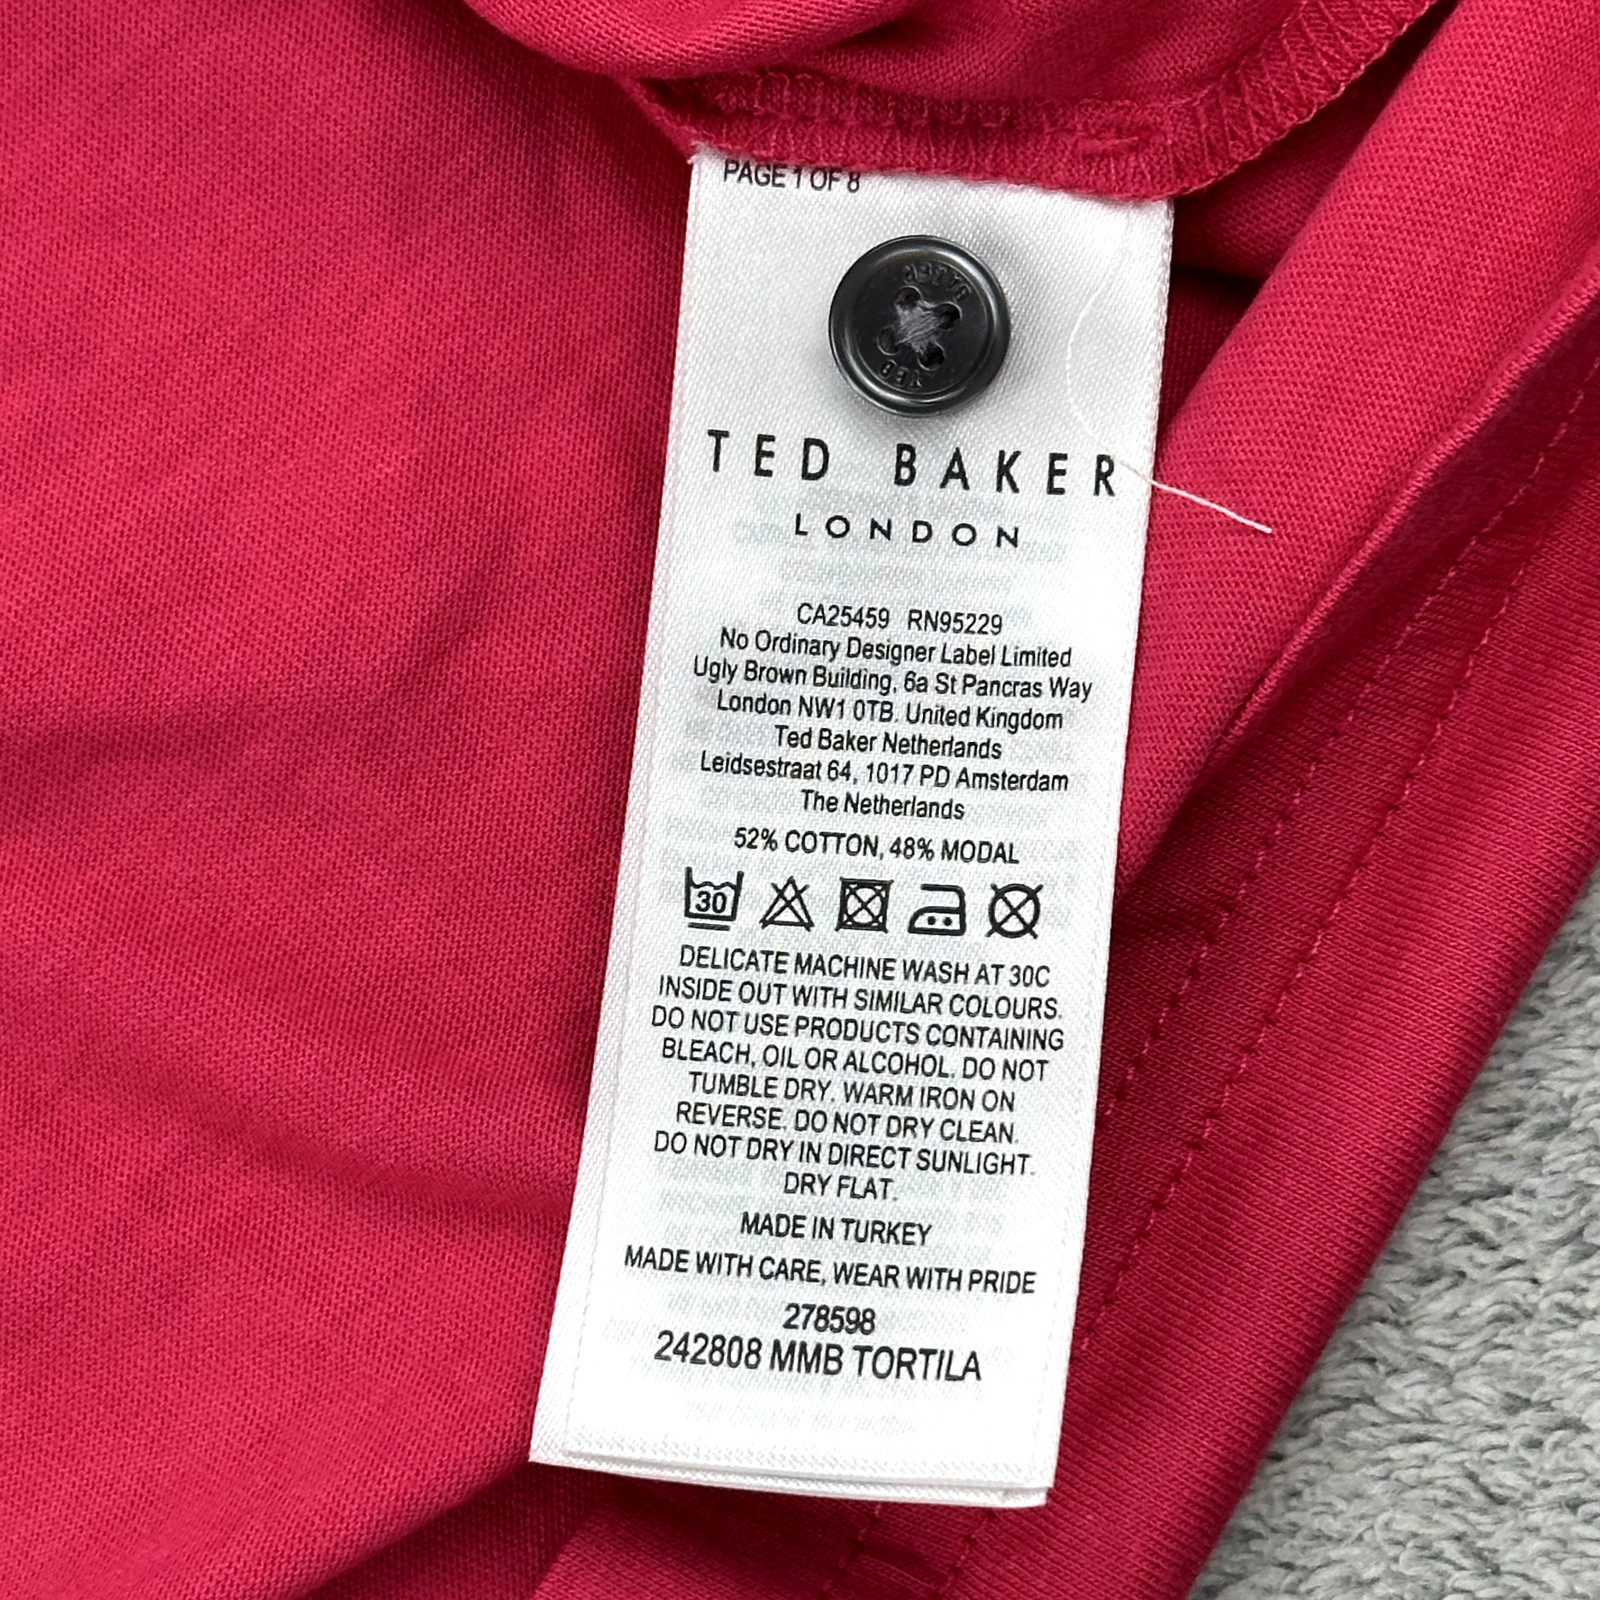 PAGE 1 OF 8
BAKER
TED
TED BAKER
LONDON
CA25459 RN95229
No Ordinary Designer Label Limited
Ugly Brown Building, 6a St Pancras Way
London NW1 0TB. United Kingdom
Ted Baker Netherlands
Leidsestraat 64, 1017 PD Amsterdam
The Netherlands
52% COTTON, 48% MODAL
30
DELICATE MACHINE WASH AT 30C
INSIDE OUT WITH SIMILAR COLOURS.
DO NOT USE PRODUCTS CONTAINING
BLEACH, OIL OR ALCOHOL. DO NOT
TUMBLE DRY. WARM IRON ON
REVERSE. DO NOT DRY CLEAN.
DO NOT DRY IN DIRECT SUNLIGHT.
DRY FLAT.
MADE IN TURKEY
MADE WITH CARE, WEAR WITH PRIDE
278598
242808 MMB TORTILA